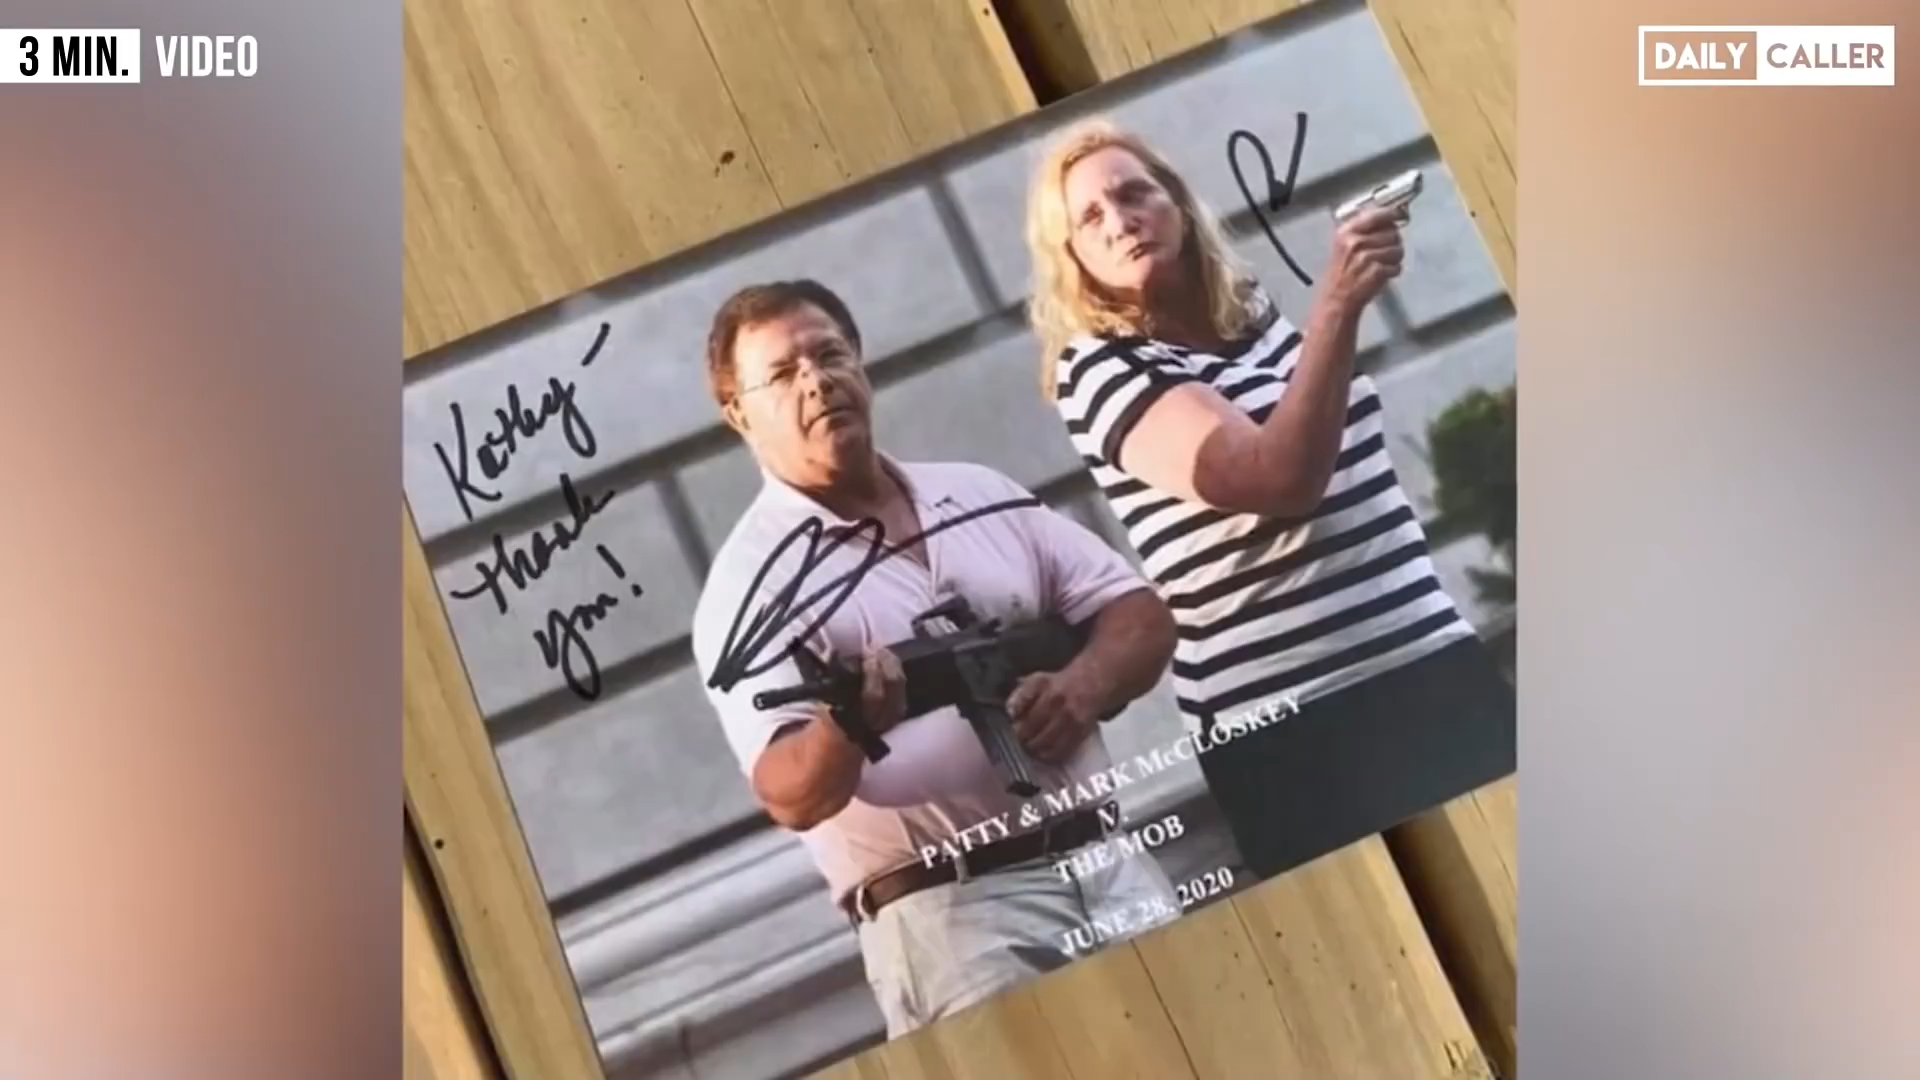 3 MIN. VIDEO
DAILY CALLER
Kathy-
thank
you!
PATTY & MARK McCLOSKEY
V.
THE MOB
JUNE 28, 2020